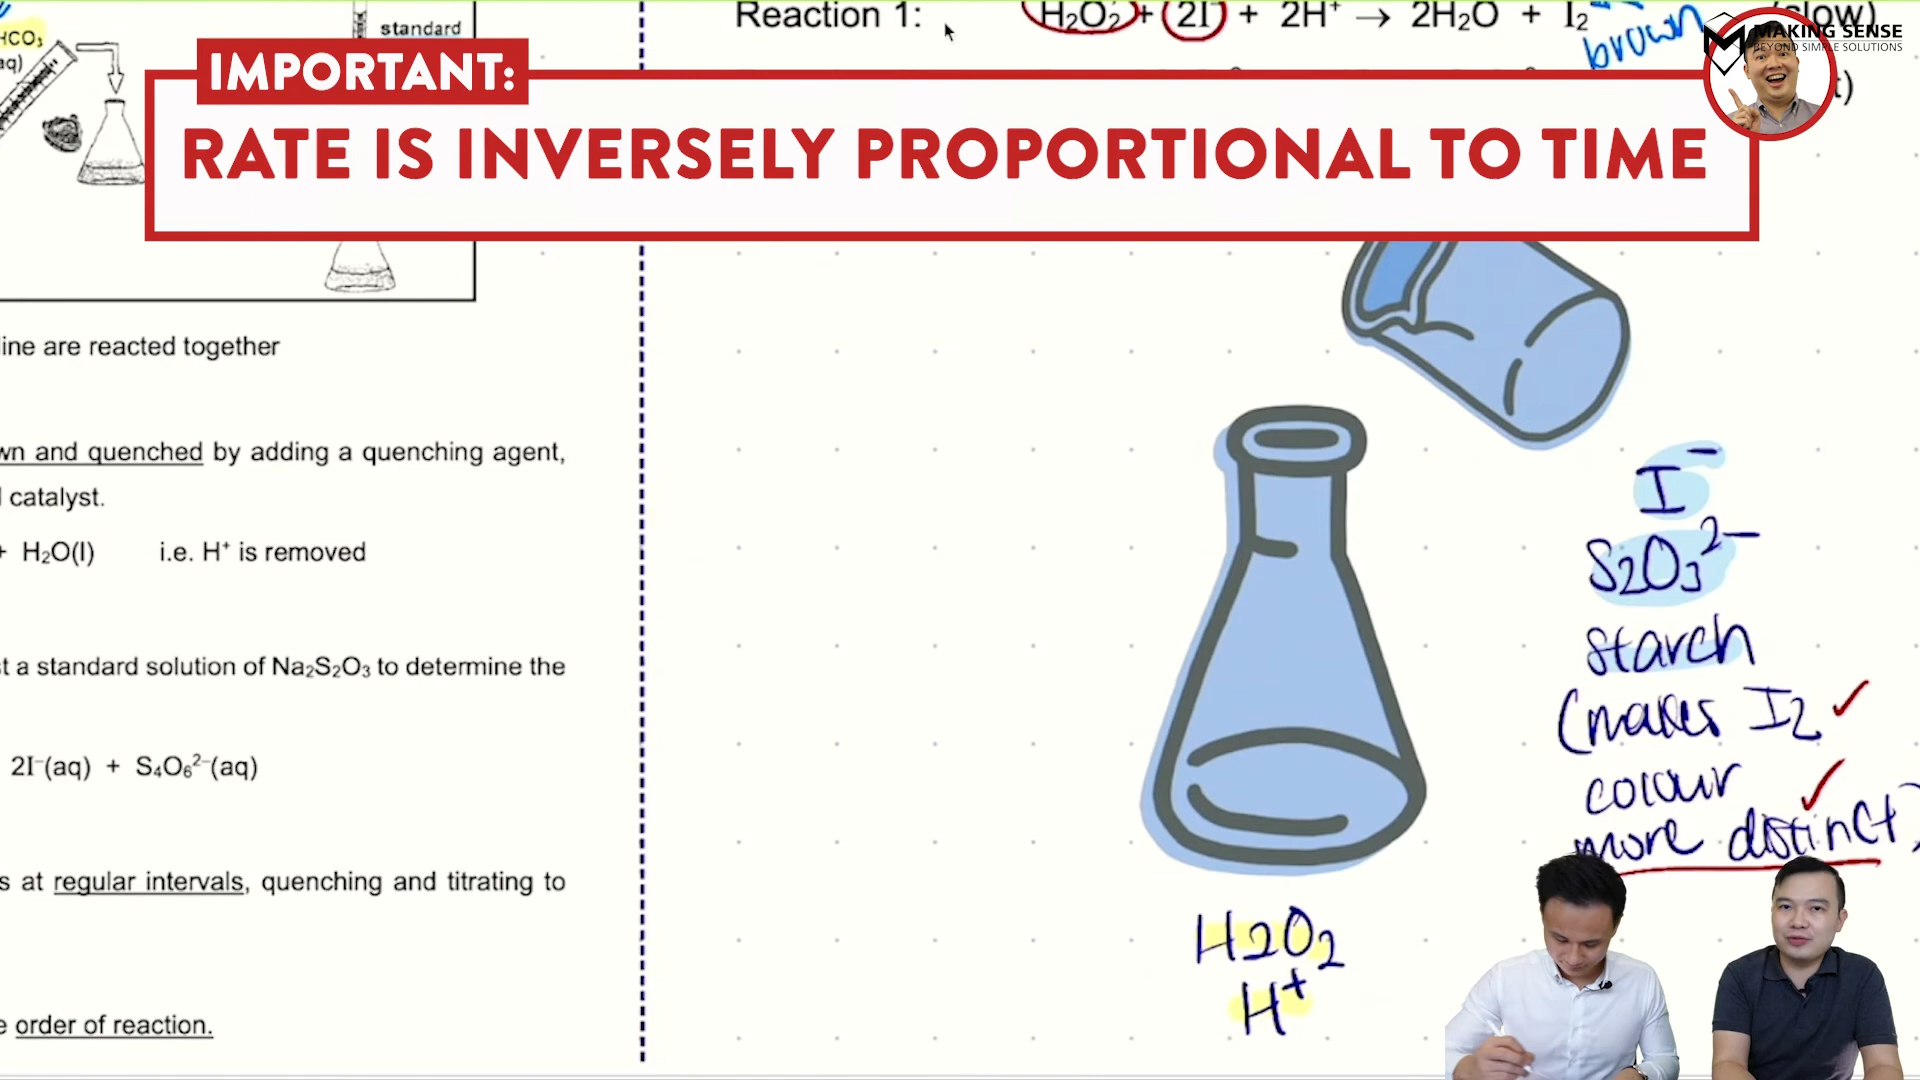 HCO₃
aq)
standard
Reaction 1: H₂O₂ + 2I⁻ + 2H⁺ → 2H₂O + I₂ (slow)
brown
MAKING SENSE
BEYOND SIMPLE SOLUTIONS
IMPORTANT:
RATE IS INVERSELY PROPORTIONAL TO TIME
line are reacted together
wn and quenched by adding a quenching agent,
catalyst.
+ H₂O(l) i.e. H⁺ is removed
st a standard solution of Na₂S₂O₃ to determine the
2I⁻(aq) + S₄O₆²⁻(aq)
s at regular intervals, quenching and titrating to
e order of reaction.
I⁻
S₂O₃²⁻
starch
(makes I₂ ✓
colour ✓
more distinct)
H₂O₂
H⁺